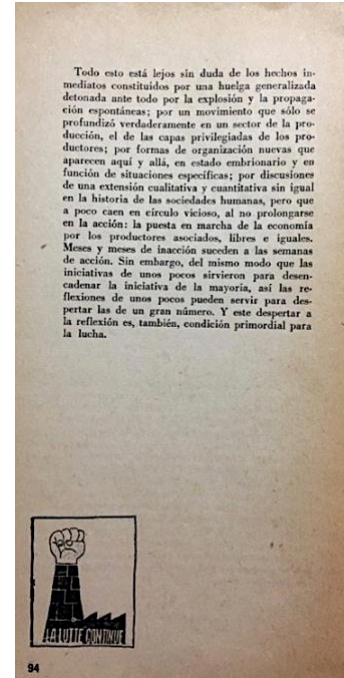 Todo esto está lejos sin duda de los hechos in-
mediatos constituidos por una huelga generalizada
detonada ante todo por la explosión y la propaga-
ción espontáneas; por un movimiento que sólo se
profundizó verdaderamente en un sector de la pro-
ducción, el de las capas privilegiadas de los pro-
ductores; por formas de organización nuevas que
aparecen aquí y allá, en estado embrionario y en
función de situaciones específicas; por discusiones
de una extensión cualitativa y cuantitativa sin igual
en la historia de las sociedades humanas, pero que
a poco caen en círculo vicioso, al no prolongarse
en la acción: la puesta en marcha de la economía
por los productores asociados, libres e iguales.
Meses y meses de inacción suceden a las semanas
de acción. Sin embargo, del mismo modo que las
iniciativas de unos pocos sirvieron para desen-
cadenar la iniciativa de la mayoría, así las re-
flexiones de unos pocos pueden servir para des-
pertar las de un gran número. Y este despertar a
la reflexión es, también, condición primordial para
la lucha.
LA LUTTE CONTINUE
94